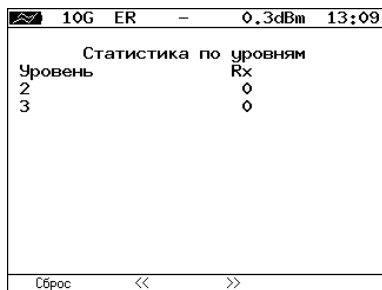 10G ER – 0.3dBm 13:09
Статистика по уровням
Уровень Rx
2 0
3 0
Сброс << >>